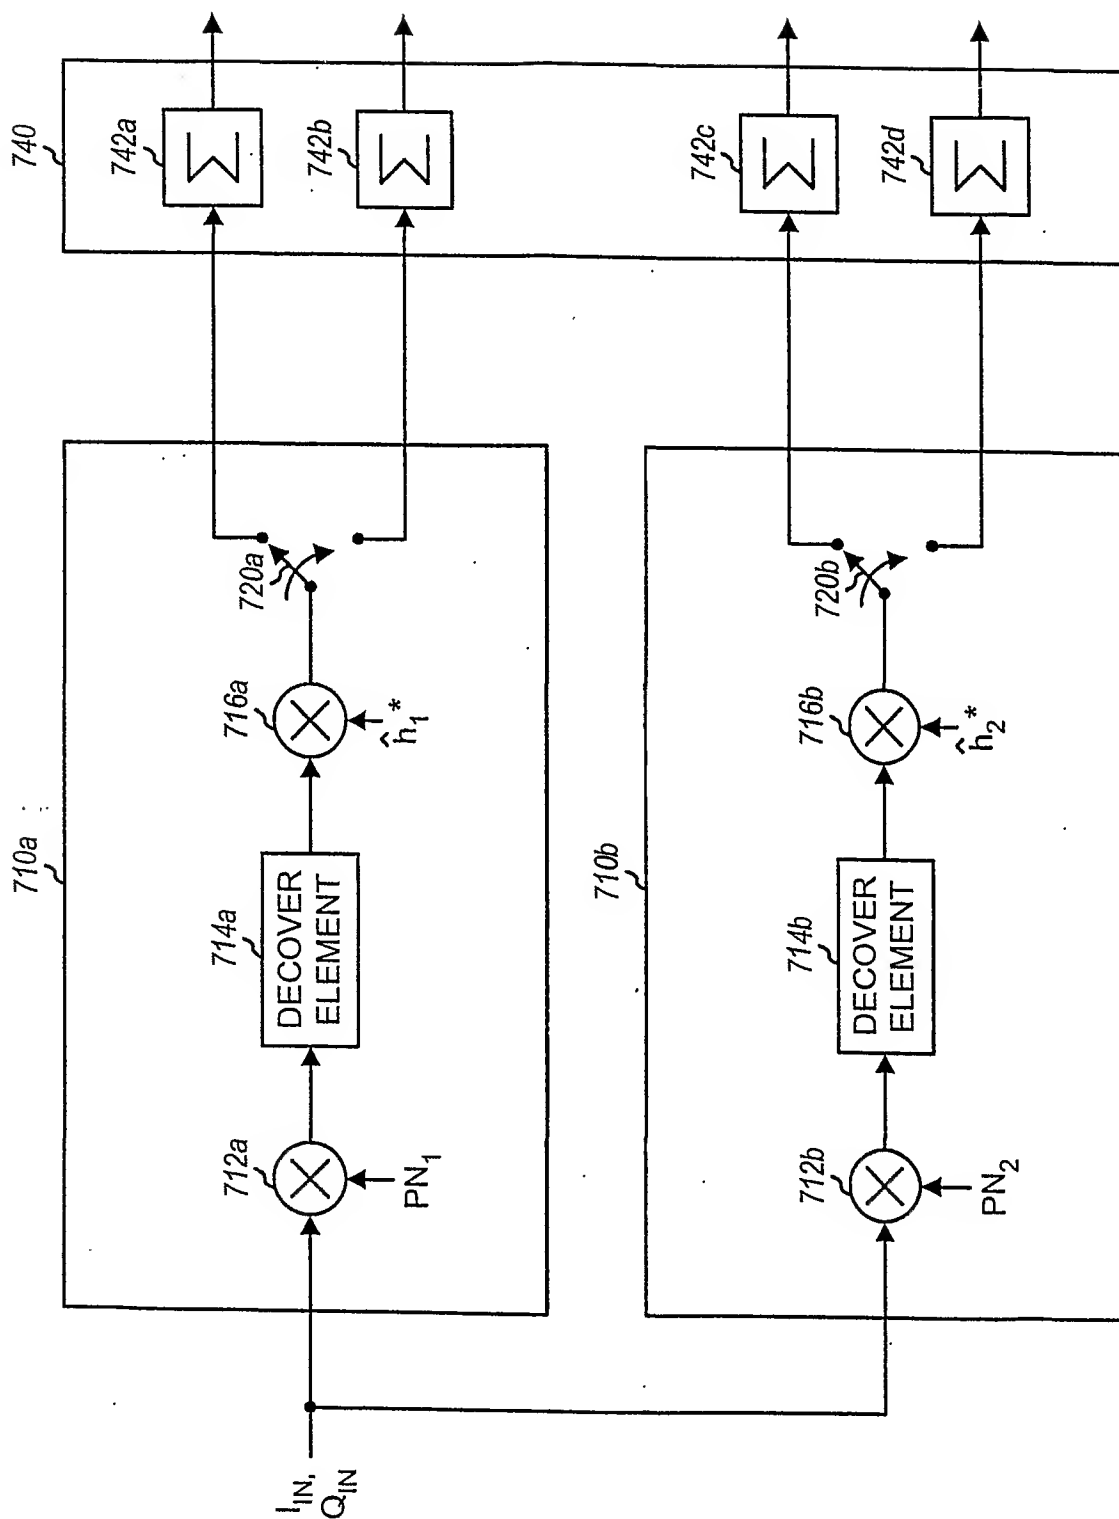 740
742a
Σ
742b
Σ
742c
Σ
742d
Σ
710a
720a
716a
ĥ₁*
714a
DECOVER
ELEMENT
712a
PN₁
710b
720b
716b
ĥ₂*
714b
DECOVER
ELEMENT
712b
PN₂
I_IN,
Q_IN